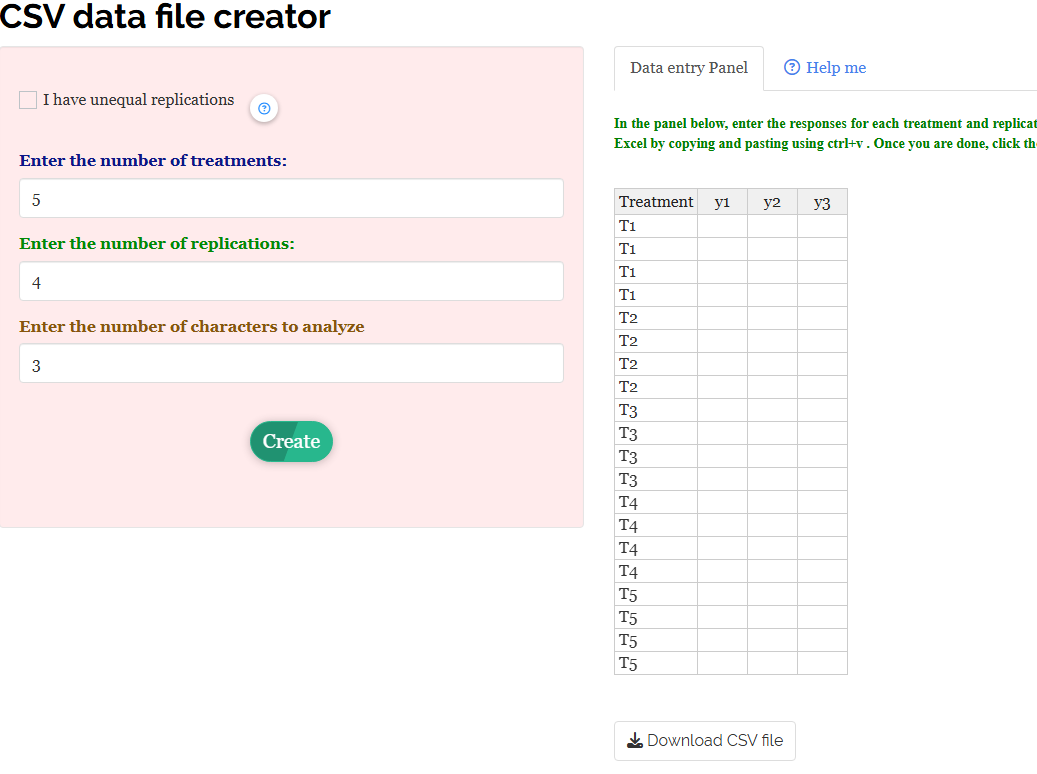 CSV data file creator
I have unequal replications
Enter the number of treatments:
5
Enter the number of replications:
4
Enter the number of characters to analyze
3
Create
Data entry Panel
Help me
In the panel below, enter the responses for each treatment and replicat
Excel by copying and pasting using ctrl+v . Once you are done, click th
Treatment y1 y2 y3
T1
T1
T1
T1
T2
T2
T2
T2
T3
T3
T3
T3
T4
T4
T4
T4
T5
T5
T5
T5
Download CSV file